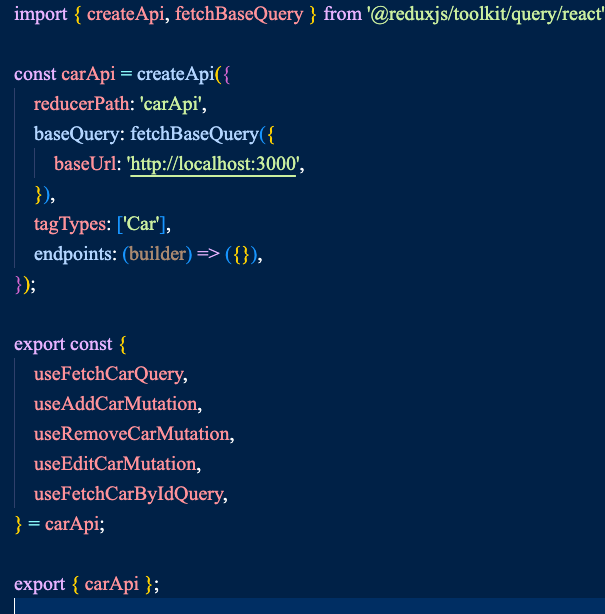 import { createApi, fetchBaseQuery } from '@reduxjs/toolkit/query/react'
const carApi = createApi({
reducerPath: 'carApi',
baseQuery: fetchBaseQuery({
baseUrl: 'http://localhost:3000',
}),
tagTypes: ['Car'],
endpoints: (builder) => ({}),
});
export const {
useFetchCarQuery,
useAddCarMutation,
useRemoveCarMutation,
useEditCarMutation,
useFetchCarByIdQuery,
} = carApi;
export { carApi };